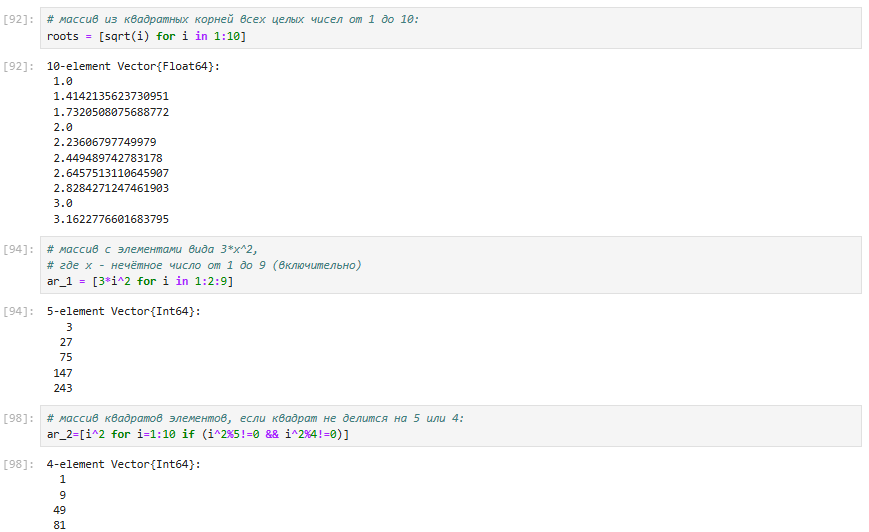 [92]: # массив из квадратных корней всех целых чисел от 1 до 10:
roots = [sqrt(i) for i in 1:10]
[92]: 10-element Vector{Float64}:
1.0
1.4142135623730951
1.7320508075688772
2.0
2.23606797749979
2.449489742783178
2.6457513110645907
2.8284271247461903
3.0
3.1622776601683795
[94]: # массив с элементами вида 3*x^2,
# где x - нечётное число от 1 до 9 (включительно)
ar_1 = [3*i^2 for i in 1:2:9]
[94]: 5-element Vector{Int64}:
3
27
75
147
243
[98]: # массив квадратов элементов, если квадрат не делится на 5 или 4:
ar_2=[i^2 for i=1:10 if (i^2%5!=0 && i^2%4!=0)]
[98]: 4-element Vector{Int64}:
1
9
49
81